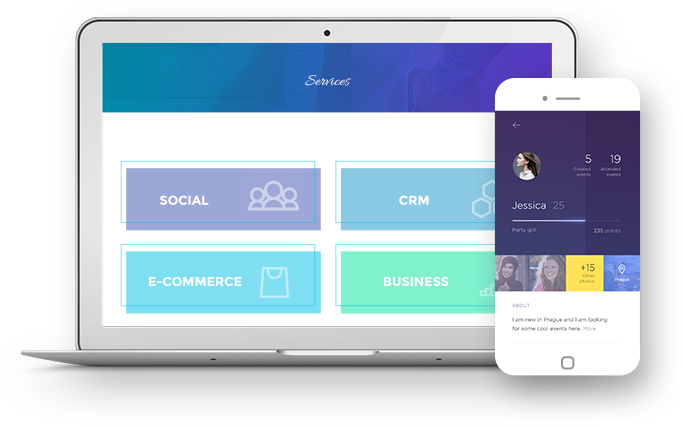 Services
SOCIAL
CRM
E-COMMERCE
BUSINESS
5
19
Created
events
Attended
events
Jessica 25
Party girl
235 points
+15
Other
photos
Prague
ABOUT
I am new in Prague and I am looking
for some cool events here. More